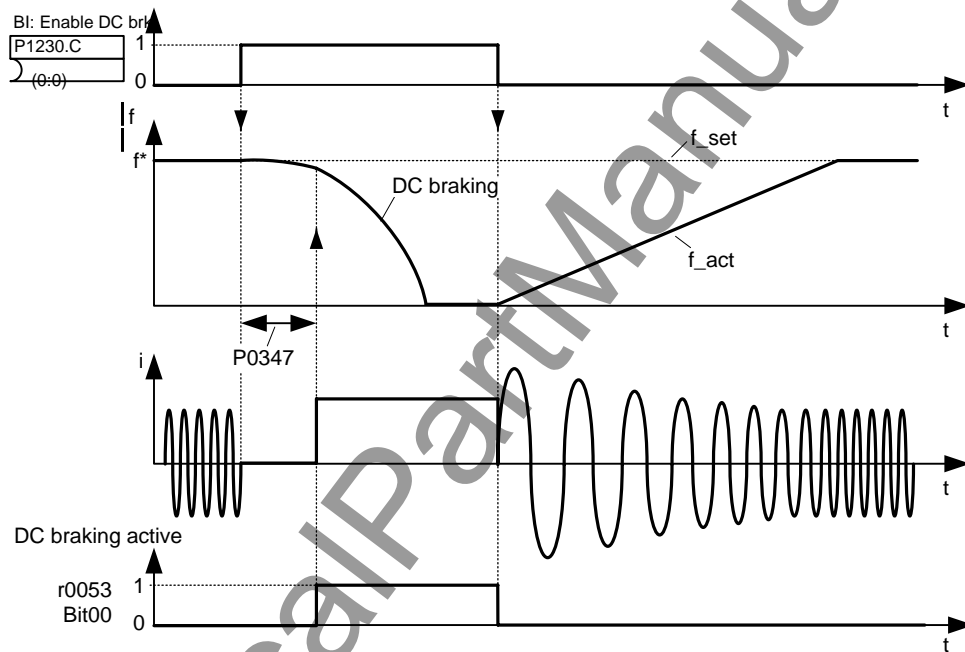 BI: Enable DC brk
P1230.C
(0:0)
1
0
t
f
f*
f_set
DC braking
f_act
t
P0347
i
t
DC braking active
r0053
Bit00
1
0
t
calPartManua